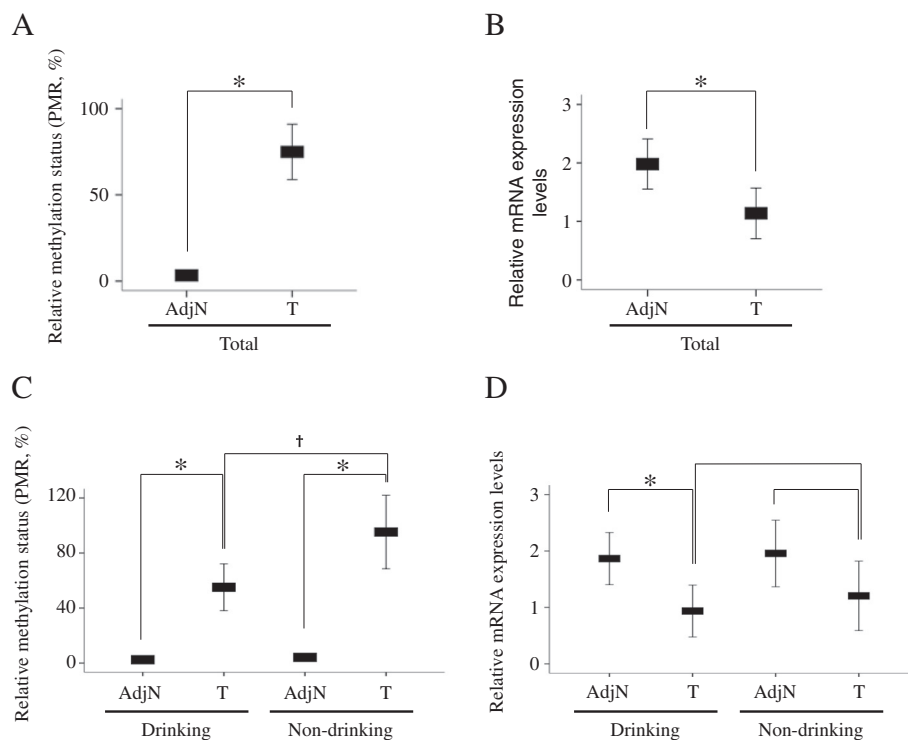 A
Relative methylation status (PMR, %)
100
50
0
*
AdjN T
Total
B
Relative mRNA expression
levels
3
2
1
0
*
AdjN T
Total
C
Relative methylation status (PMR, %)
120
80
40
0
†
* *
AdjN T AdjN T
Drinking Non-drinking
D
Relative mRNA expression levels
3
2
1
0
*
AdjN T AdjN T
Drinking Non-drinking